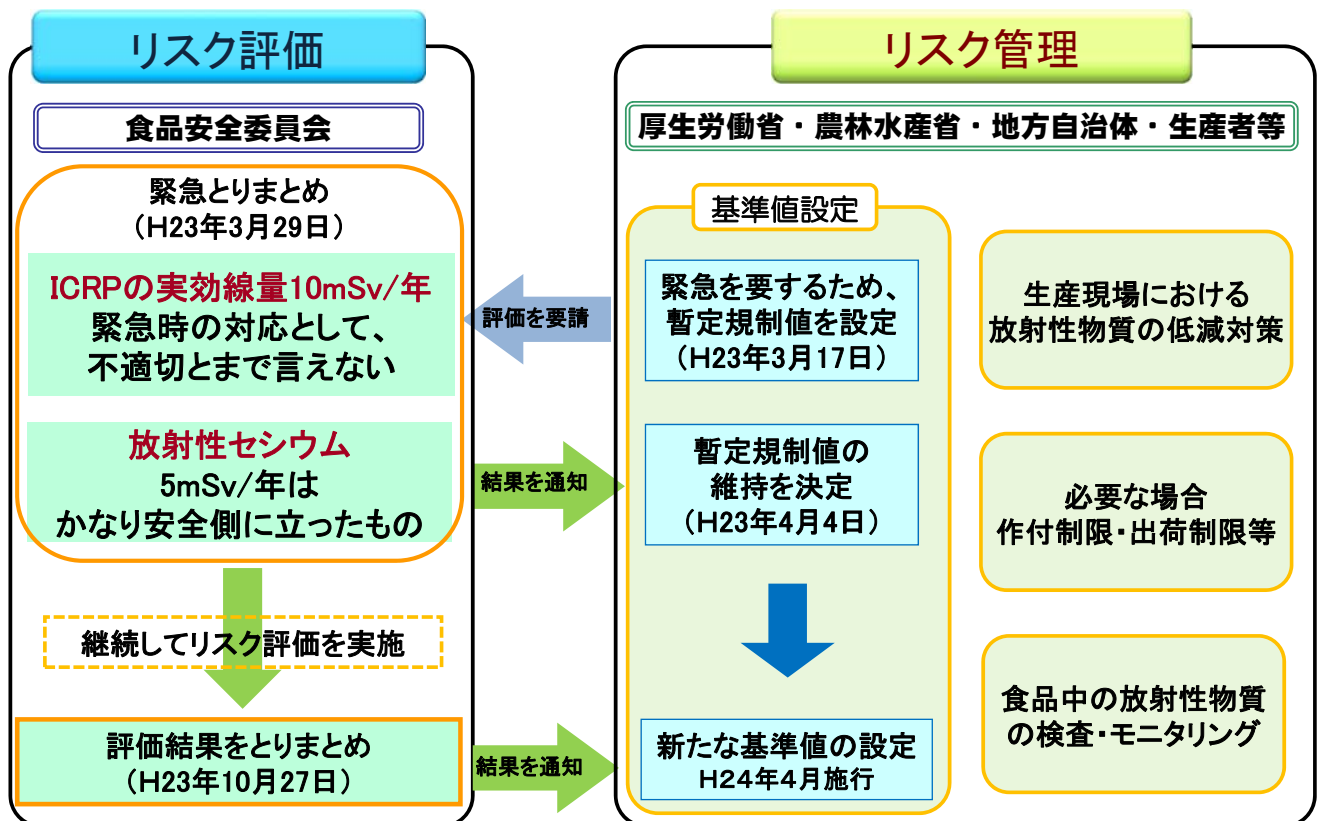 リスク評価
食品安全委員会
緊急とりまとめ
(H23年3月29日)
ICRPの実効線量10mSv/年
緊急時の対応として、
不適切とまで言えない
放射性セシウム
5mSv/年は
かなり安全側に立ったもの
継続してリスク評価を実施
評価結果をとりまとめ
(H23年10月27日)
評価を要請
結果を通知
結果を通知
リスク管理
厚生労働省・農林水産省・地方自治体・生産者等
基準値設定
緊急を要するため、
暫定規制値を設定
(H23年3月17日)
暫定規制値の
維持を決定
(H23年4月4日)
新たな基準値の設定
H24年4月施行
生産現場における
放射性物質の低減対策
必要な場合
作付制限・出荷制限等
食品中の放射性物質
の検査・モニタリング